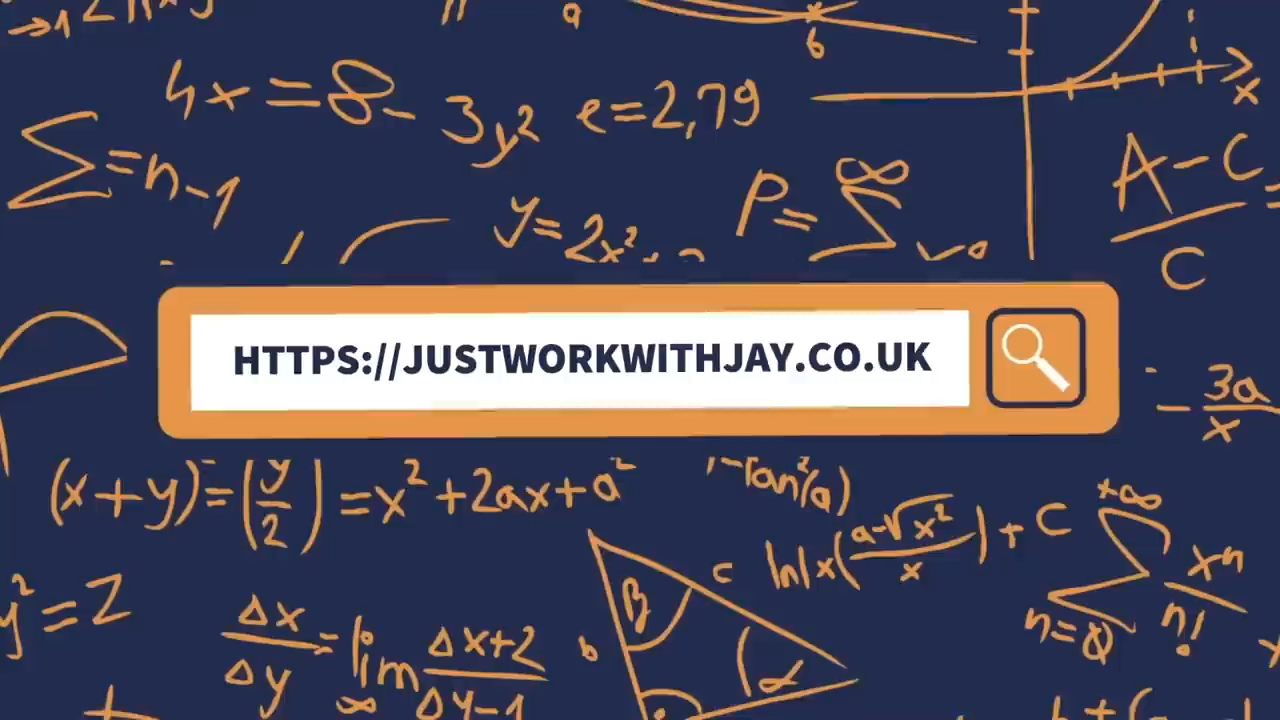 a
b
4x = 8 - 3y² e = 2,79
x
Σ = n-1
A - C
C
P = Σ
∞
y = 2x²
HTTPS://JUSTWORKWITHJAY.CO.UK
3a
x
(x+y) = (y/2) = x² + 2ax + a²
tan²(a)
ln|x(a-√x²/x) + C
+∞
Σ xⁿ
n=0 n!
y² = Z
β
c
b
α
Δx
Δy
= lim Δx+2
∞ Δy-1